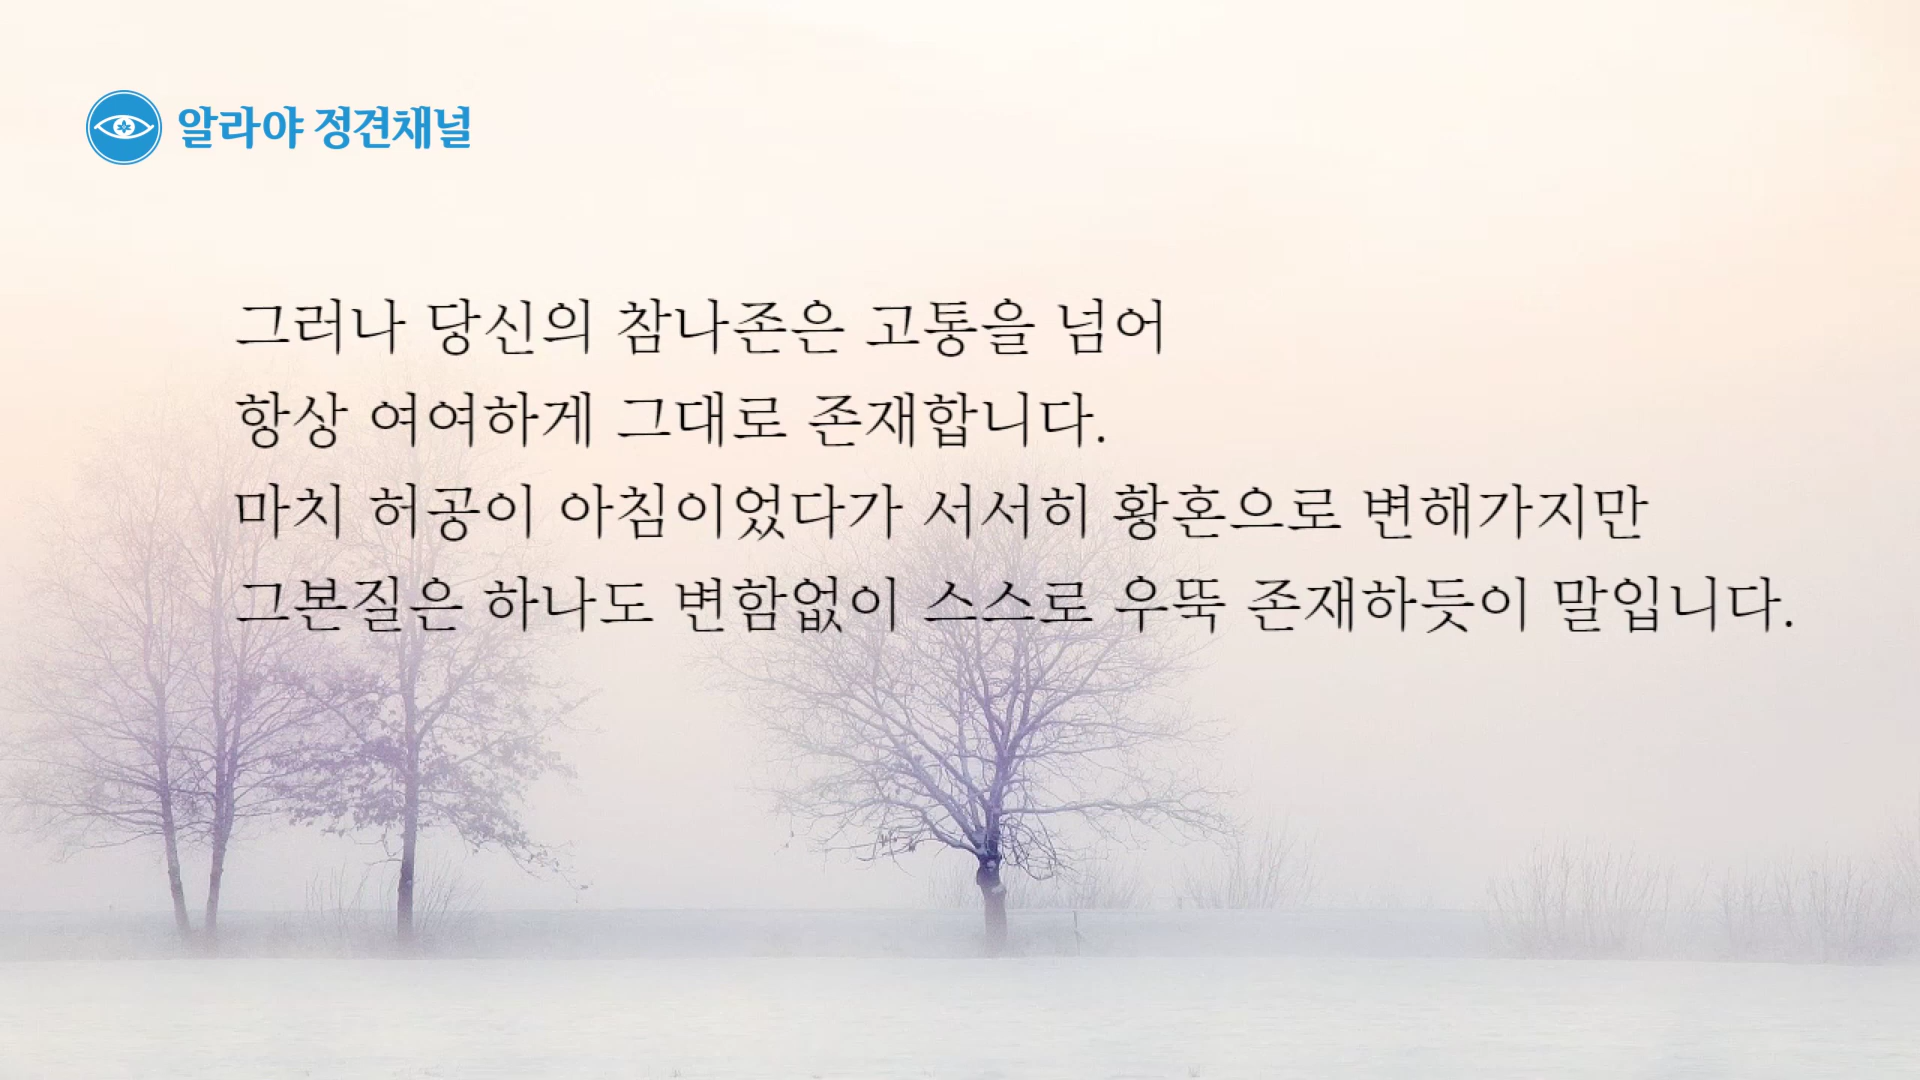 알라야 정견채널
그러나 당신의 참나존은 고통을 넘어
항상 여여하게 그대로 존재합니다.
마치 허공이 아침이었다가 서서히 황혼으로 변해가지만
그본질은 하나도 변함없이 스스로 우뚝 존재하듯이 말입니다.